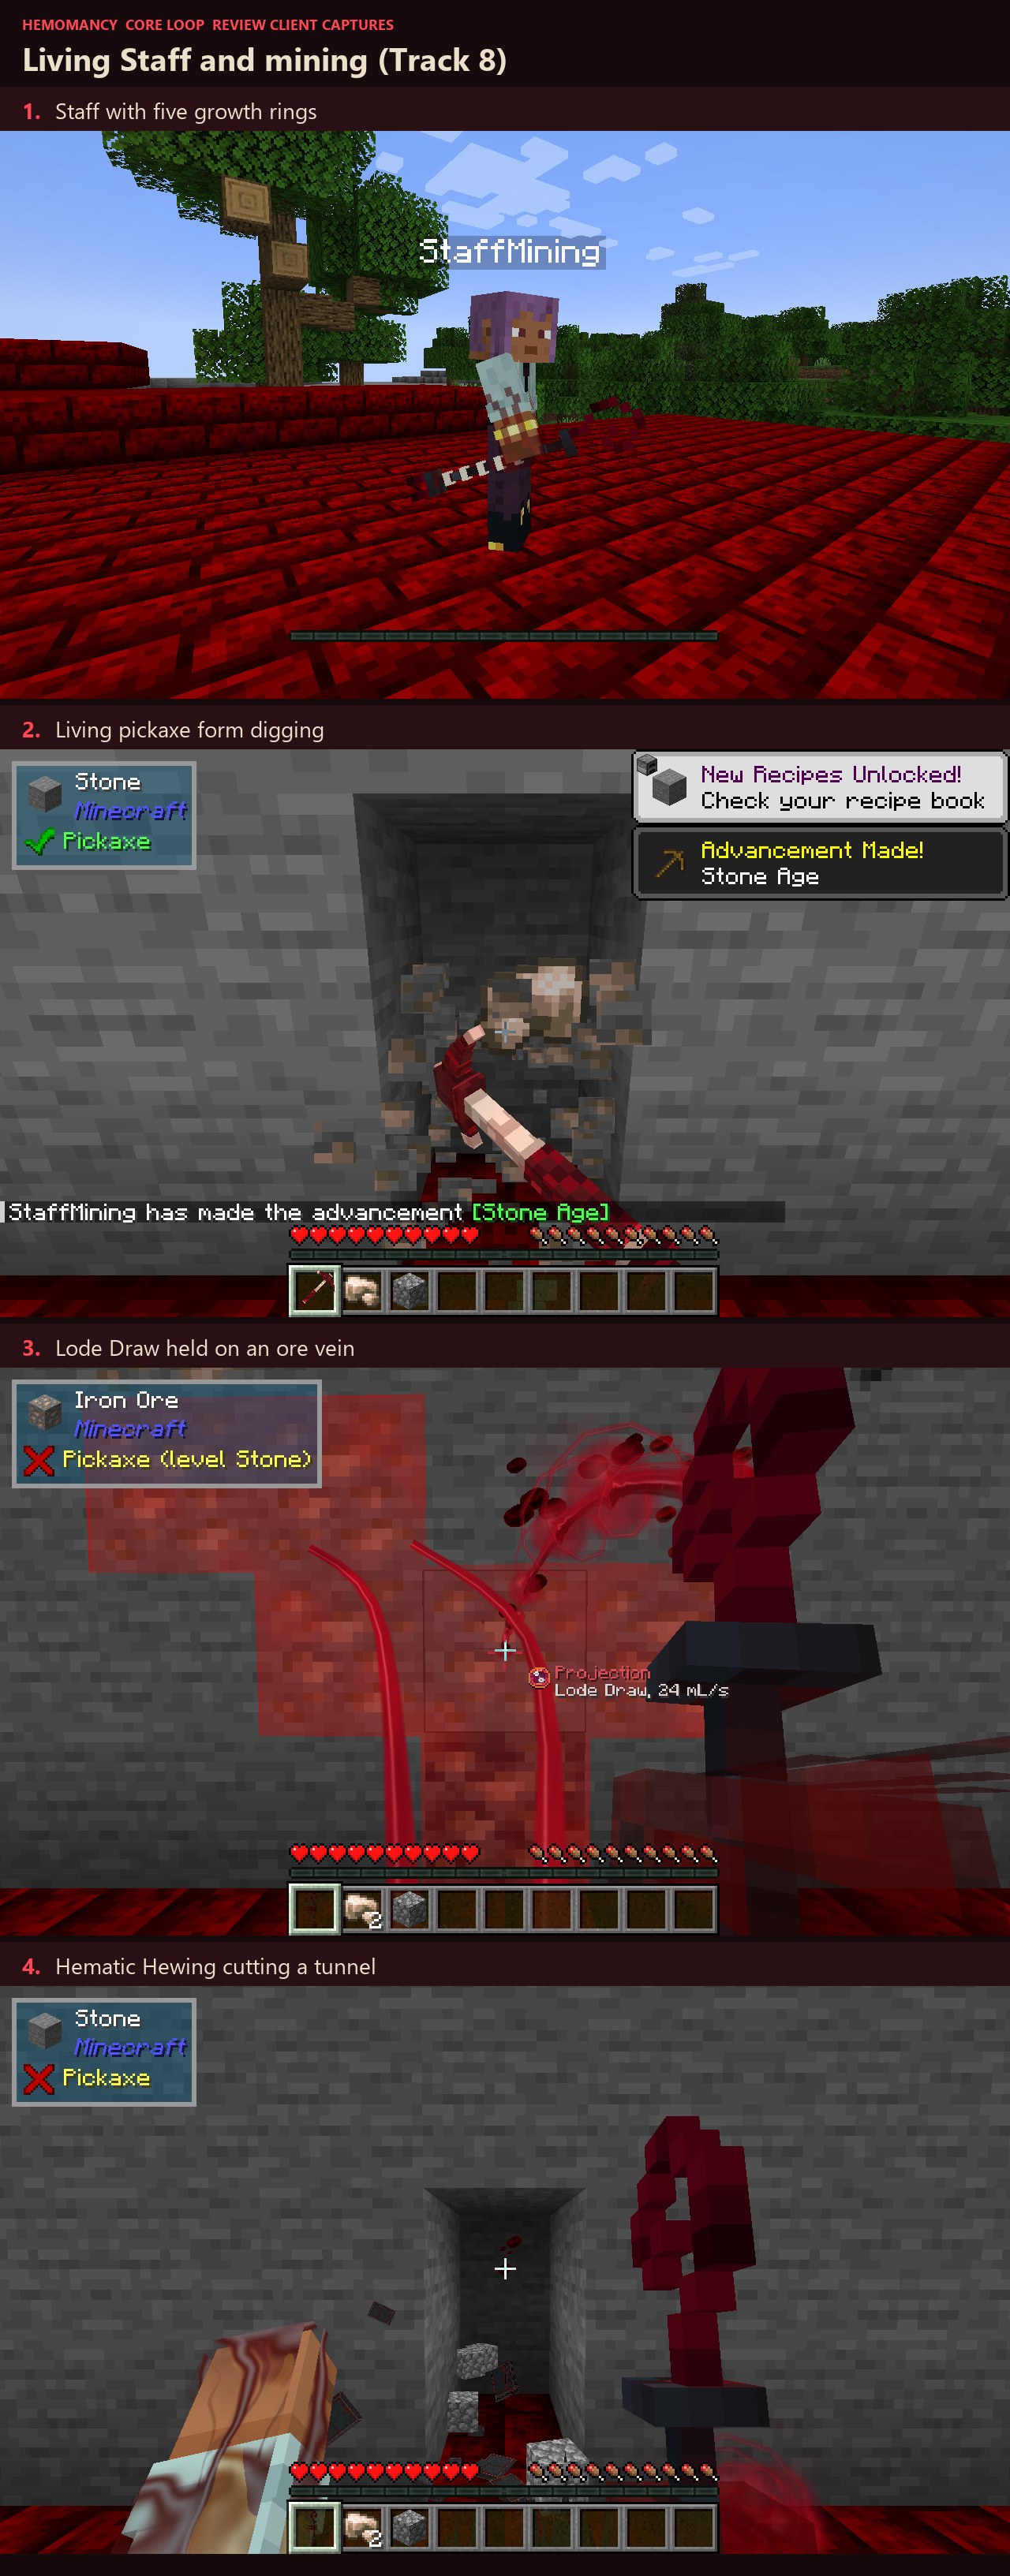 HEMOMANCY CORE LOOP REVIEW CLIENT CAPTURES
Living Staff and mining (Track 8)
1. Staff with five growth rings
StaffMining
2. Living pickaxe form digging
Stone
Minecraft
Pickaxe
New Recipes Unlocked!
Check your recipe book
Advancement Made!
Stone Age
StaffMining has made the advancement [Stone Age]
3. Lode Draw held on an ore vein
Iron Ore
Minecraft
Pickaxe (level Stone)
Projection
Lode Draw, 24 mL/s
2
4. Hematic Hewing cutting a tunnel
Stone
Minecraft
Pickaxe
2